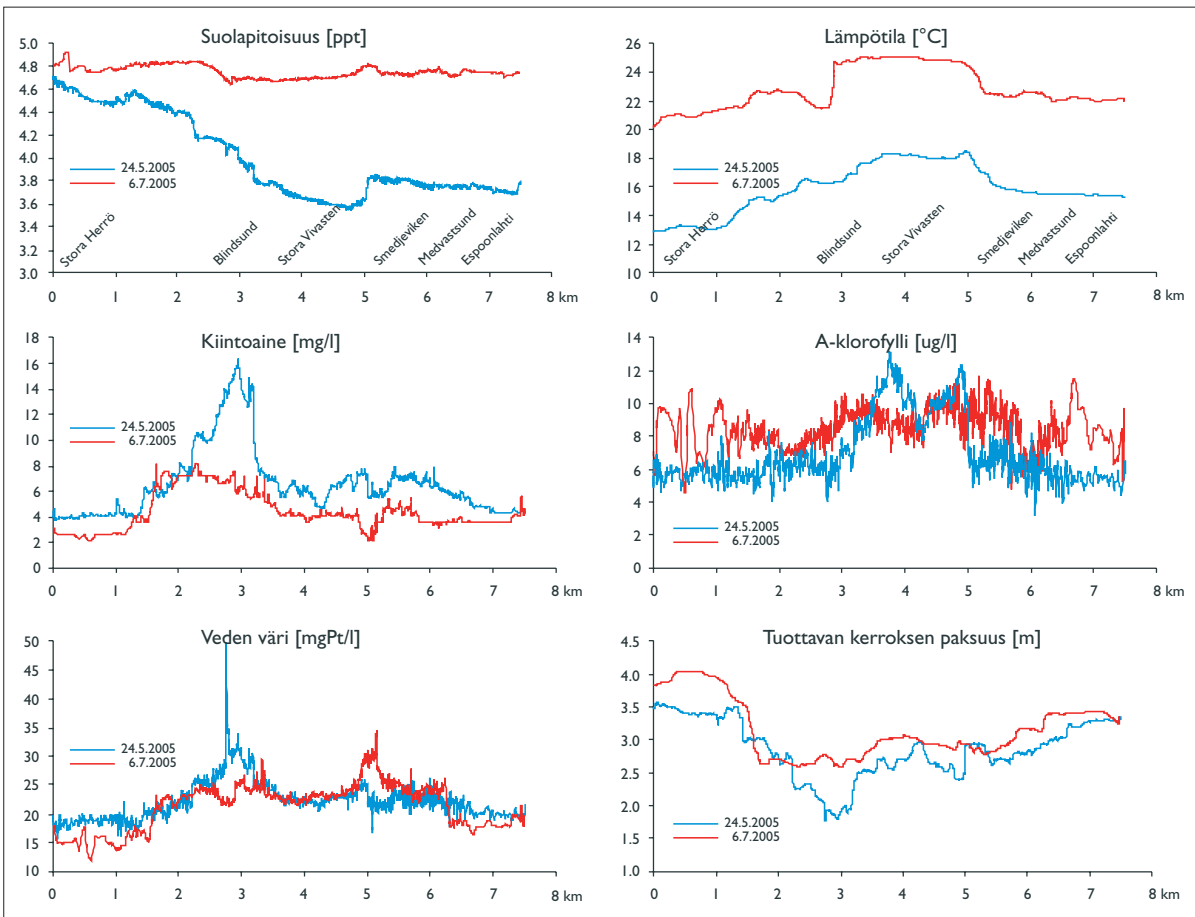 Suolapitoisuus [ppt]
5.0
4.8
4.6
4.4
4.2
4.0
3.8
3.6
3.4
3.2
3.0
24.5.2005
6.7.2005
Stora Herrö
Blindsund
Stora Vivasten
Smedjeviken
Medvastsund
Espoonlahti
0 1 2 3 4 5 6 7 8 km
Lämpötila [°C]
26
24
22
20
18
16
14
12
10
24.5.2005
6.7.2005
Stora Herrö
Blindsund
Stora Vivasten
Smedjeviken
Medvastsund
Espoonlahti
0 1 2 3 4 5 6 7 8 km
Kiintoaine [mg/l]
18
16
14
12
10
8
6
4
2
0
24.5.2005
6.7.2005
0 1 2 3 4 5 6 7 8 km
A-klorofylli [ug/l]
14
12
10
8
6
4
2
0
24.5.2005
6.7.2005
0 1 2 3 4 5 6 7 8 km
Veden väri [mgPt/l]
50
45
40
35
30
25
20
15
10
24.5.2005
6.7.2005
0 1 2 3 4 5 6 7 8 km
Tuottavan kerroksen paksuus [m]
4.5
4.0
3.5
3.0
2.5
2.0
1.5
1.0
24.5.2005
6.7.2005
0 1 2 3 4 5 6 7 8 km